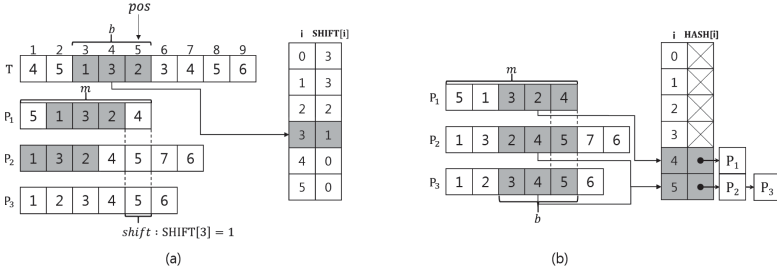 pos
b
1 2 3 4 5 6 7 8 9
T 4 5 1 3 2 3 4 5 6
m
P1 5 1 3 2 4
P2 1 3 2 4 5 7 6
P3 1 2 3 4 5 6
shift : SHIFT[3] = 1
i SHIFT[i]
0 3
1 3
2 2
3 1
4 0
5 0
(a)
m
P1 5 1 3 2 4
P2 1 3 2 4 5 7 6
P3 1 2 3 4 5 6
b
i HASH[i]
0
1
2
3
4 P1
5 P2 P3
(b)